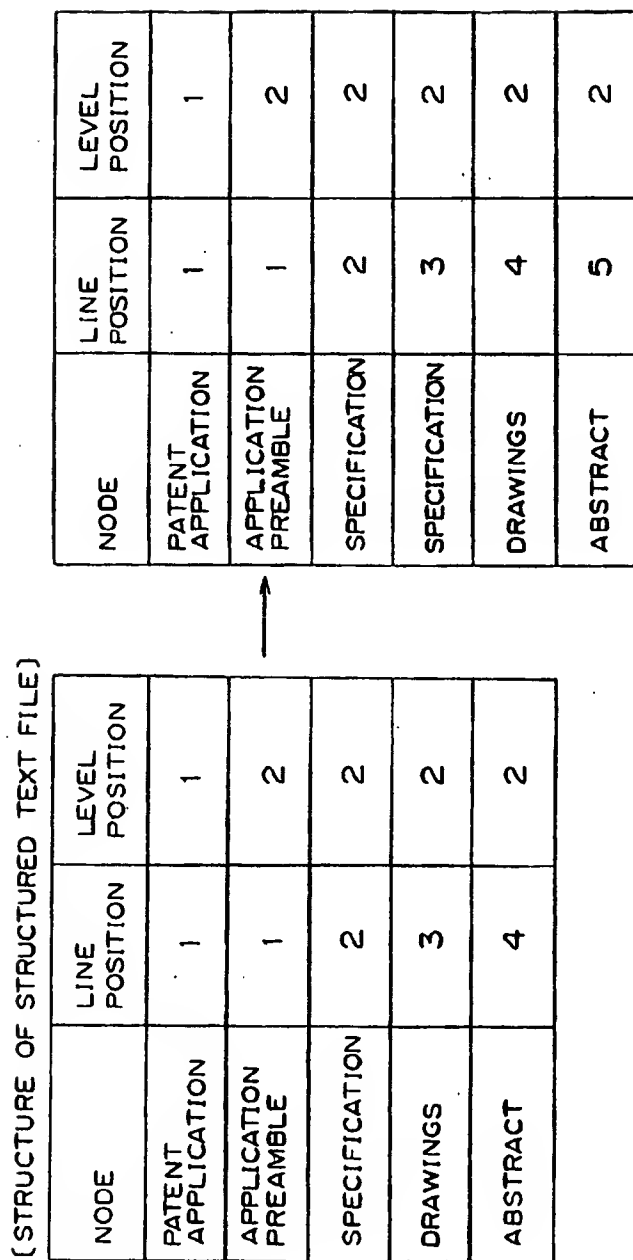 [STRUCTURE OF STRUCTURED TEXT FILE]
NODE LINE POSITION LEVEL POSITION
PATENT APPLICATION 1 1
APPLICATION PREAMBLE 1 2
SPECIFICATION 2 2
DRAWINGS 3 2
ABSTRACT 4 2
→
NODE LINE POSITION LEVEL POSITION
PATENT APPLICATION 1 1
APPLICATION PREAMBLE 1 2
SPECIFICATION 2 2
SPECIFICATION 3 2
DRAWINGS 4 2
ABSTRACT 5 2